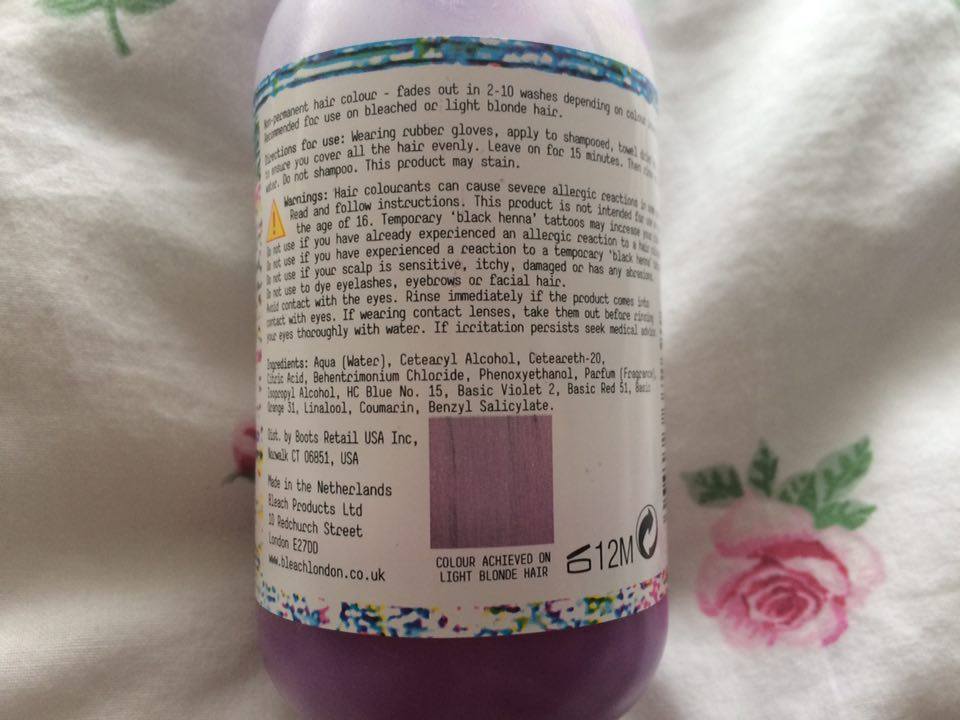 Non-permanent hair colour - fades out in 2-10 washes depending on colour
Recommended for use on bleached or light blonde hair.
Directions for use: Wearing rubber gloves, apply to shampooed, towel dried
to ensure you cover all the hair evenly. Leave on for 15 minutes. Then
water. Do not shampoo. This product may stain.
Warnings: Hair colourants can cause severe allergic reactions in
Read and follow instructions. This product is not intended for use
the age of 16. Temporary 'black henna' tattoos may increase your
Do not use if you have already experienced an allergic reaction to a hair
Do not use if you have experienced a reaction to a temporary 'black henna'
Do not use if your scalp is sensitive, itchy, damaged or has any abrasions.
Do not use to dye eyelashes, eyebrows or facial hair.
Avoid contact with the eyes. Rinse immediately if the product comes into
contact with eyes. If wearing contact lenses, take them out before rinsing
your eyes thoroughly with water. If irritation persists seek medical advice.
Ingredients: Aqua (Water), Cetearyl Alcohol, Ceteareth-20,
Citric Acid, Behentrimonium Chloride, Phenoxyethanol, Parfum (Fragrance),
Isopropyl Alcohol, HC Blue No. 15, Basic Violet 2, Basic Red 51, Basic
Orange 31, Linalool, Coumarin, Benzyl Salicylate.
Dist. by Boots Retail USA Inc,
Norwalk CT 06851, USA
Made in the Netherlands
Bleach Products Ltd
10 Redchurch Street
London E27DD
www.bleachlondon.co.uk
COLOUR ACHIEVED ON
LIGHT BLONDE HAIR
12M